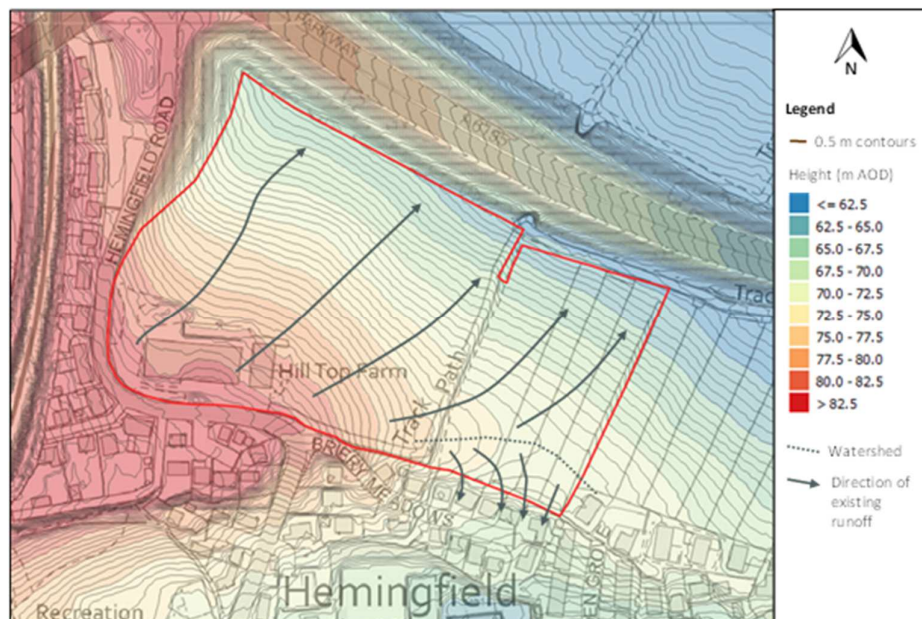 PARKWAY
HEMINGFIELD ROAD
Hill Top Farm
Track
Path
Track
BRIERY MEADOWS
Hemingfield
Recreation
N
Legend
0.5 m contours
Height (m AOD)
<= 62.5
62.5 - 65.0
65.0 - 67.5
67.5 - 70.0
70.0 - 72.5
72.5 - 75.0
75.0 - 77.5
77.5 - 80.0
80.0 - 82.5
> 82.5
Watershed
Direction of
existing
runoff